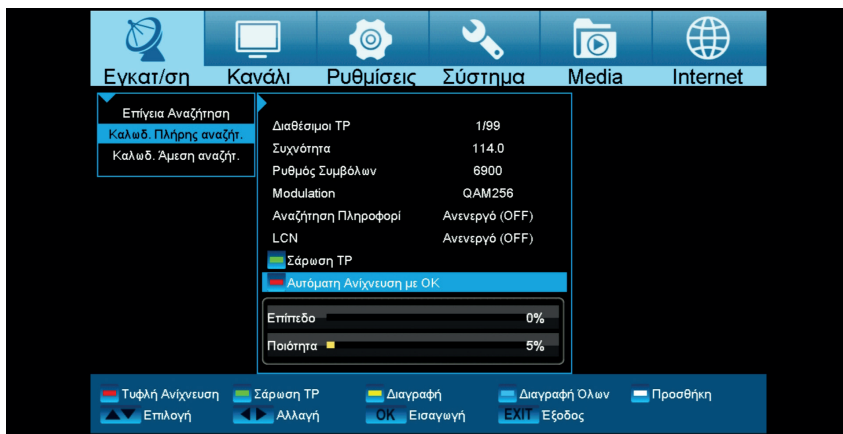 Εγκατ/ση Κανάλι Ρυθμίσεις Σύστημα Media Internet
Επίγεια Αναζήτηση
Καλωδ. Πλήρης αναζήτ.
Καλωδ. Άμεση αναζήτ.
Διαθέσιμοι TP 1/99
Συχνότητα 114.0
Ρυθμός Συμβόλων 6900
Modulation QAM256
Αναζήτηση Πληροφορί Ανενεργό (OFF)
LCN Ανενεργό (OFF)
Σάρωση TP
Αυτόματη Ανίχνευση με OK
Επίπεδο 0%
Ποιότητα 5%
Τυφλή Ανίχνευση Σάρωση TP Διαγραφή Διαγραφή Όλων Προσθήκη
Επιλογή Αλλαγή OK Εισαγωγή EXIT Έξοδος